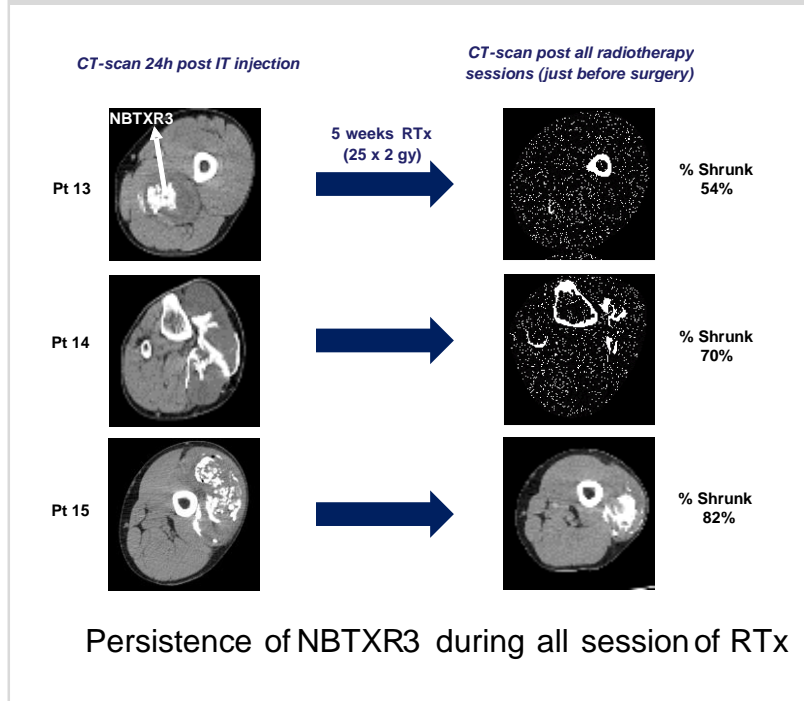 CT-scan 24h post IT injection
CT-scan post all radiotherapy
sessions (just before surgery)
NBTXR3
5 weeks RTx
(25 x 2 gy)
Pt 13
% Shrunk
54%
Pt 14
% Shrunk
70%
Pt 15
% Shrunk
82%
Persistence of NBTXR3 during all session of RTx